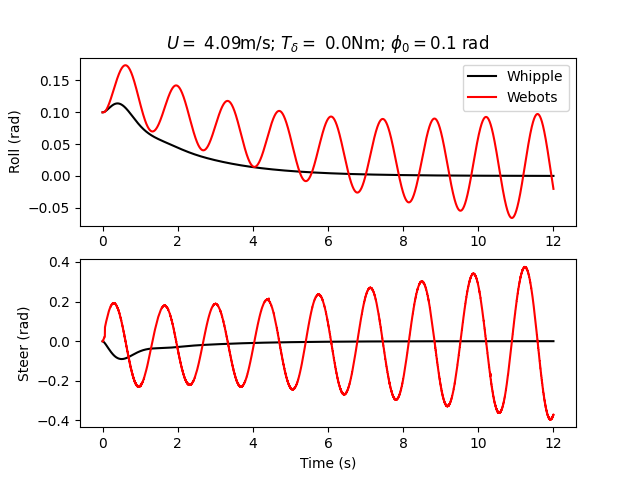 U = 4.09m/s; T_δ = 0.0Nm; ϕ_0 = 0.1 rad
Whipple
Webots
Roll (rad)
0.15
0.10
0.05
0.00
−0.05
0 2 4 6 8 10 12
Steer (rad)
0.4
0.2
0.0
−0.2
−0.4
0 2 4 6 8 10 12
Time (s)